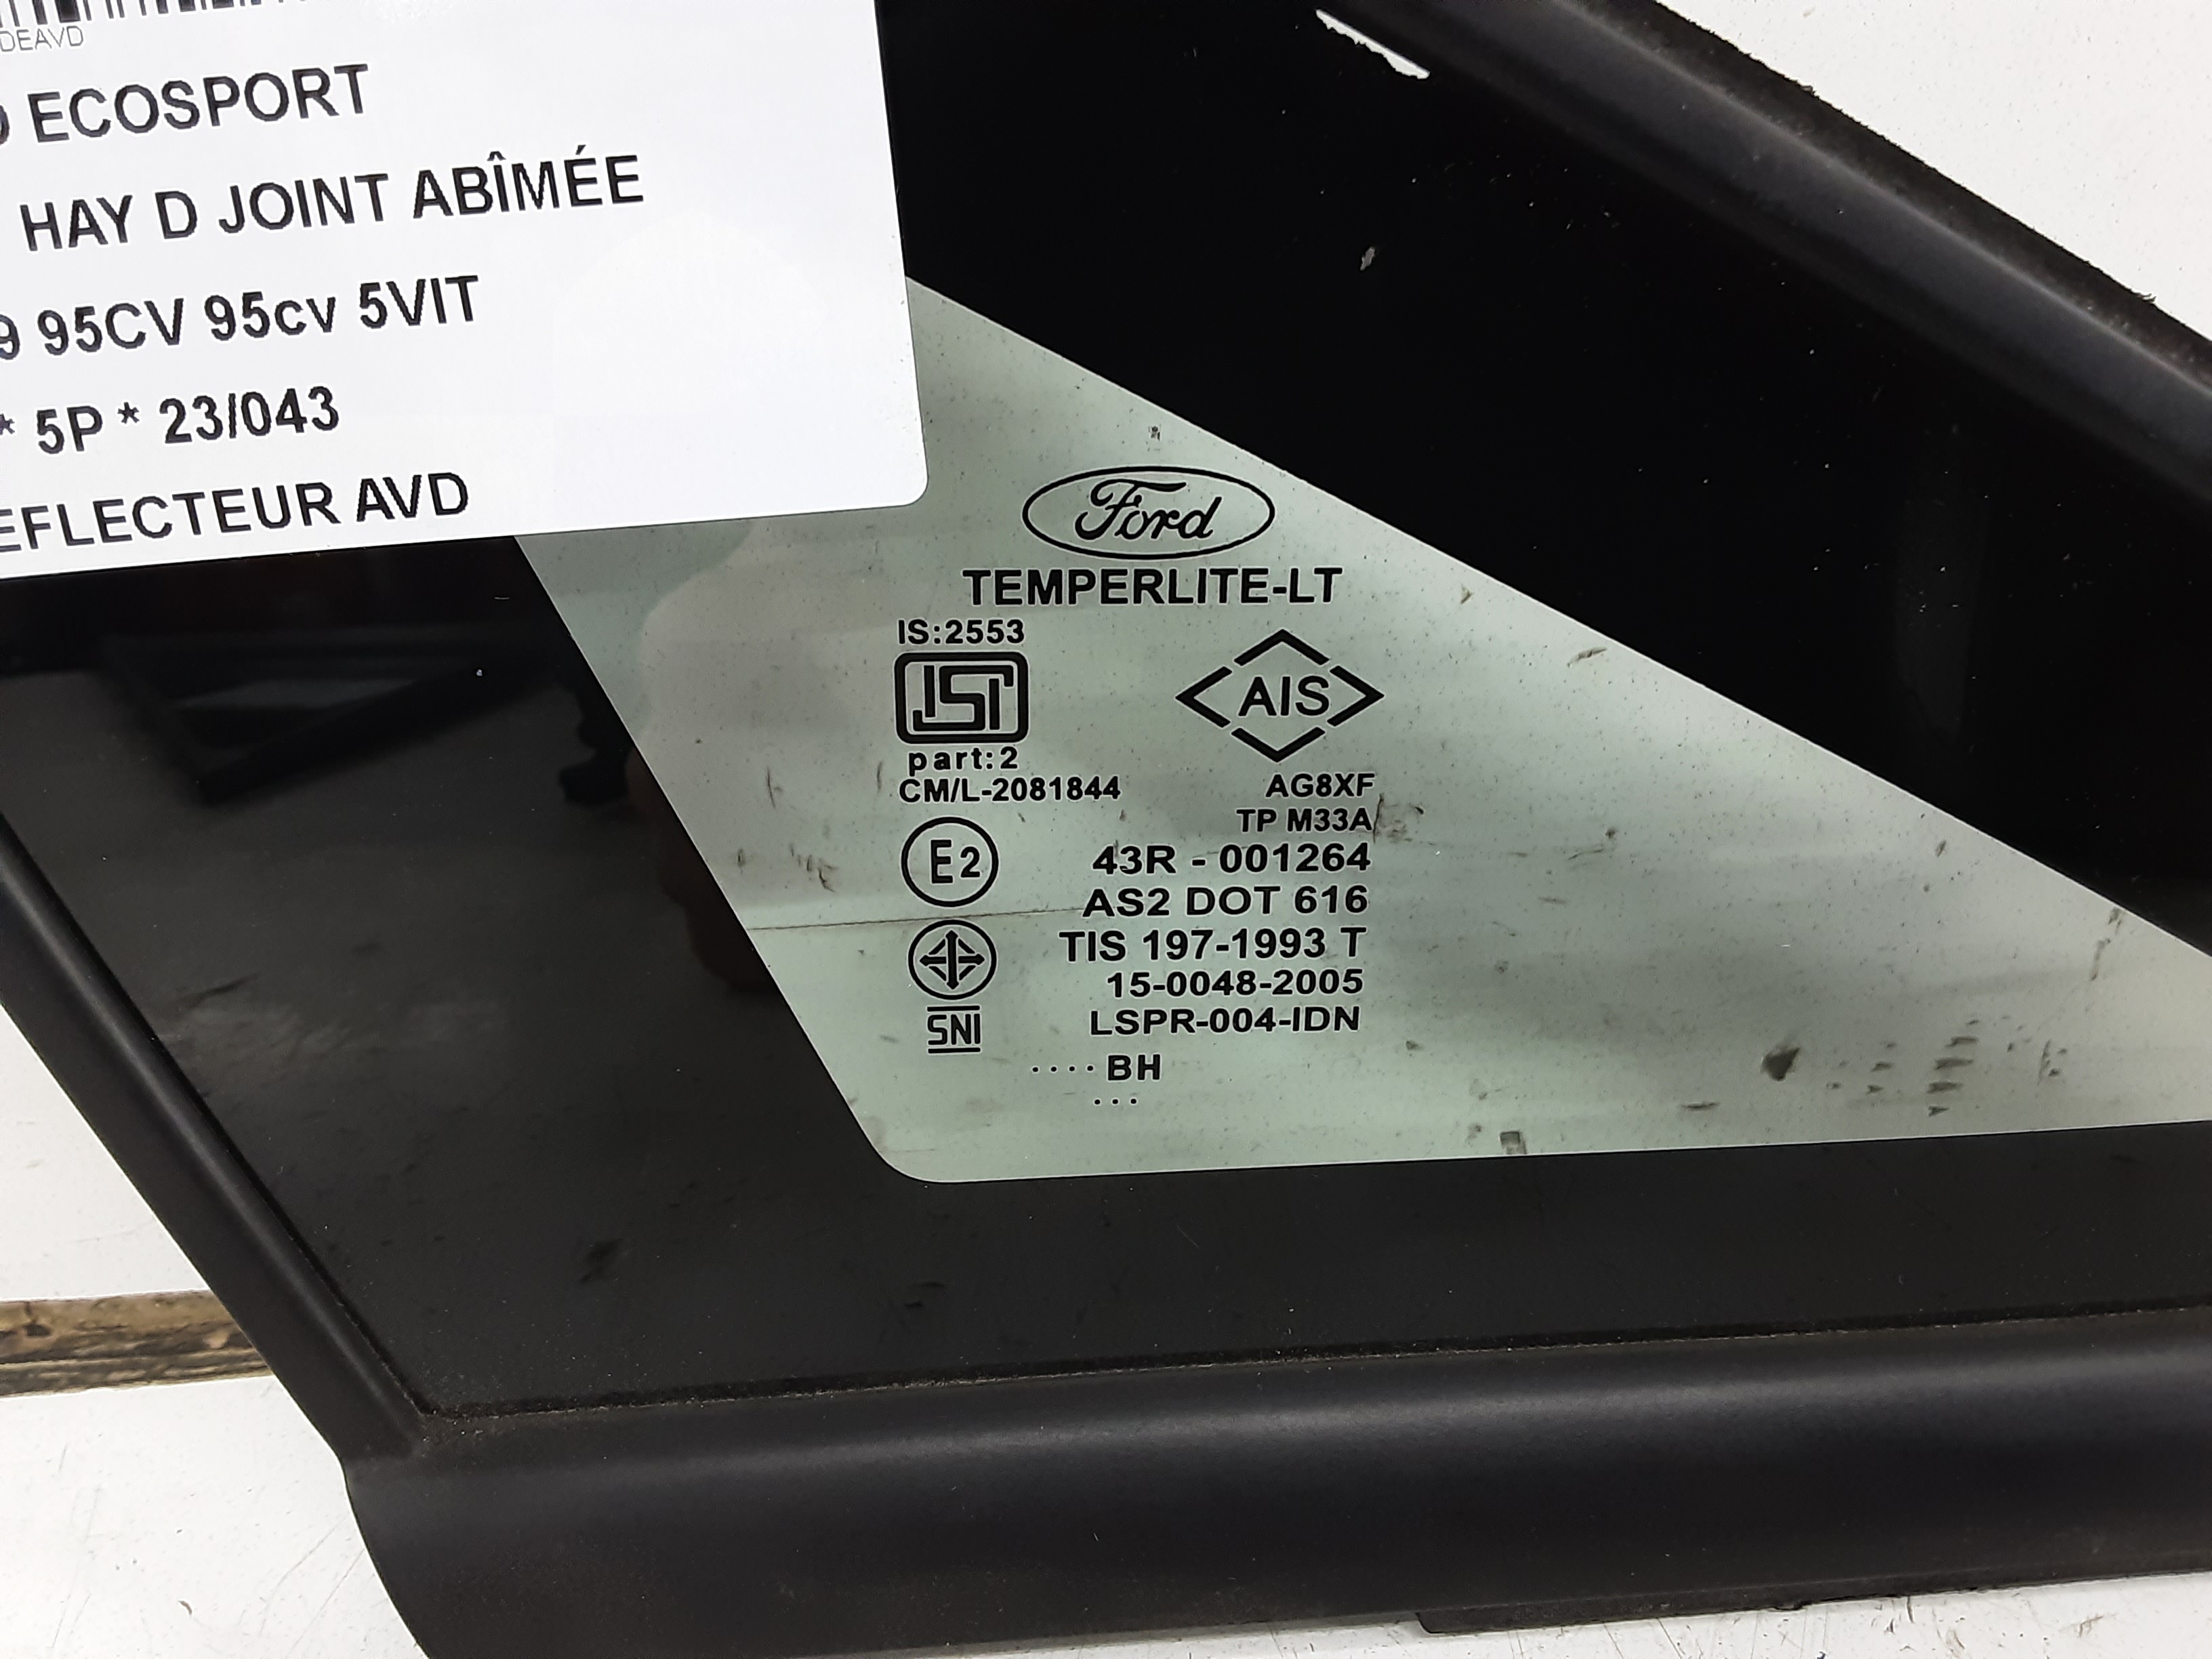 DEAVD
ECOSPORT
HAY D JOINT ABÎMÉE
9 95CV 95cv 5VIT
* 5P * 23/043
EFLECTEUR AVD
Ford
TEMPERLITE-LT
IS:2553
ISI
part:2
CM/L-2081844
AIS
AG8XF
TP M33A
E2 43R - 001264
AS2 DOT 616
TIS 197-1993 T
15-0048-2005
SNI LSPR-004-IDN
····BH
···